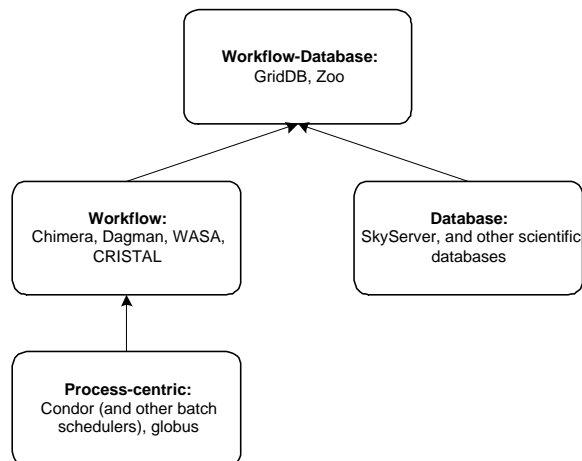 Workflow-Database:
GridDB, Zoo
Workflow:
Chimera, Dagman, WASA,
CRISTAL
Database:
SkyServer, and other scientific
databases
Process-centric:
Condor (and other batch
schedulers), globus